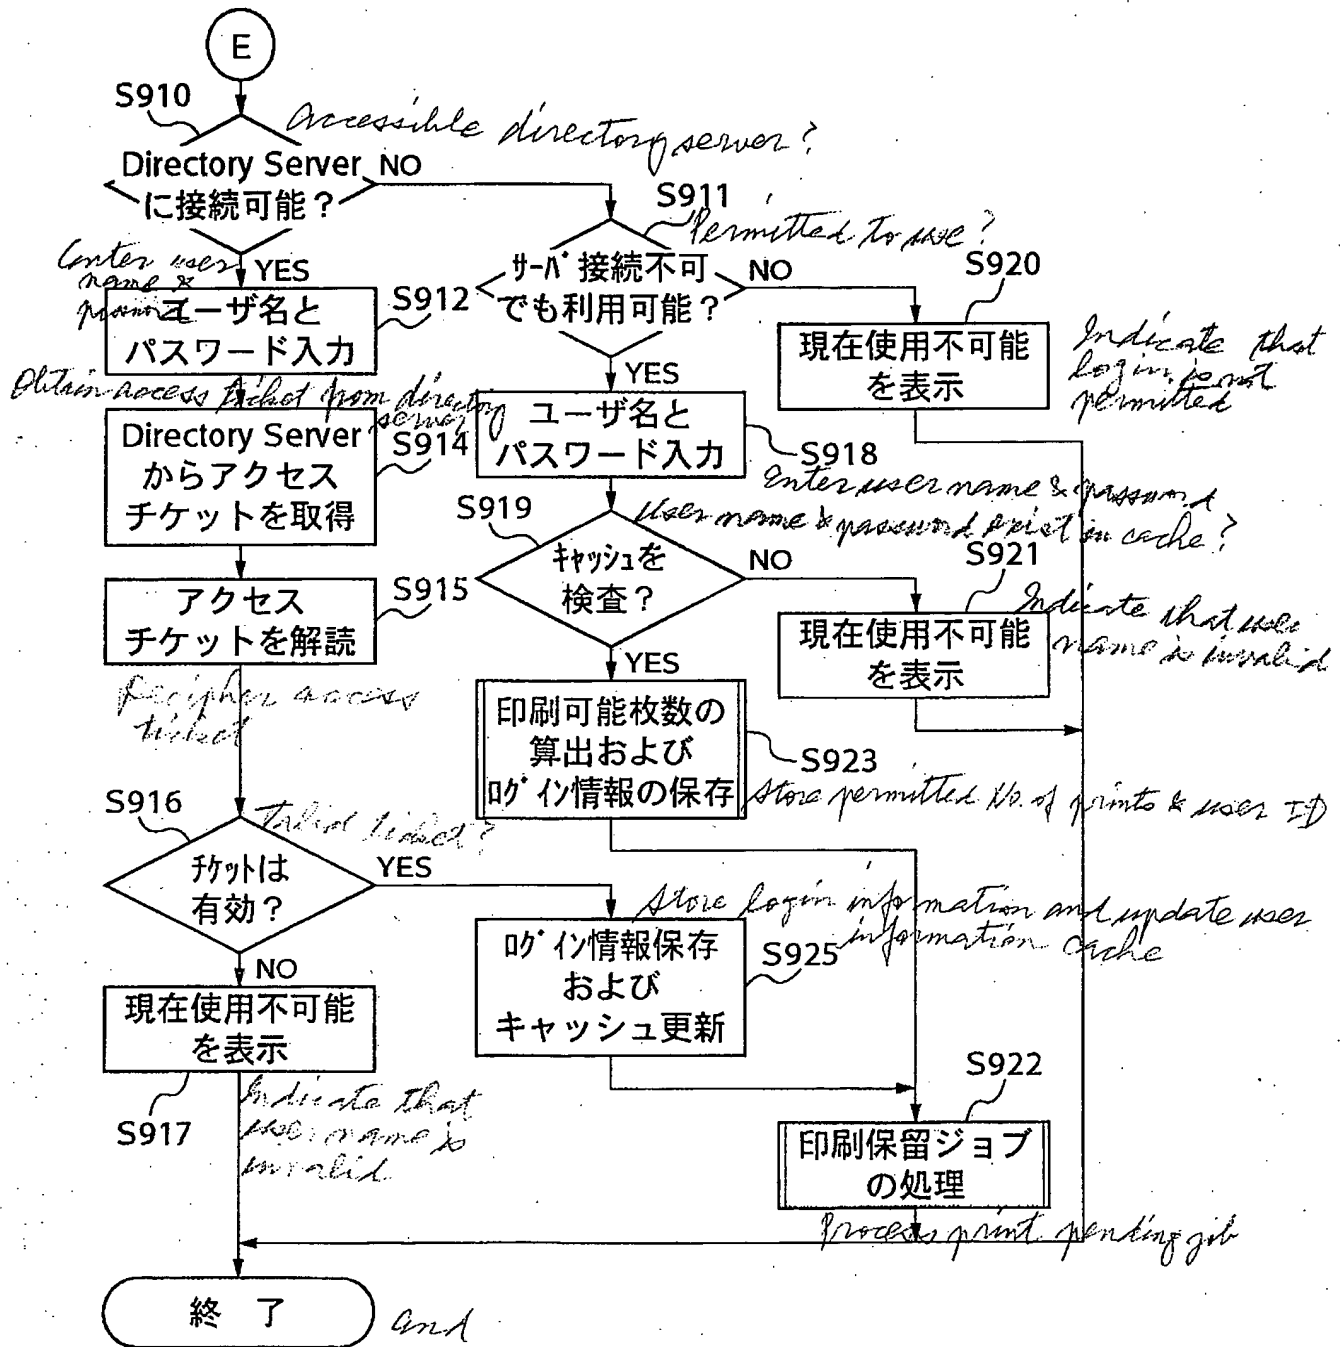 E
S910
Accessible directory server?
Directory Server
に接続可能？
NO
S911
Permitted to use?
Enter user
name &
password
YES
ユーザ名と
パスワード入力
S912
ｻｰﾊﾞ接続不可
でも利用可能？
NO
S920
現在使用不可能
を表示
Indicate that
login is not
permitted
Obtain access ticket from directory
server
YES
Directory Server
からアクセス
チケットを取得
S914
ユーザ名と
パスワード入力
S918
Enter user name & password
S919
User name & password exist in cache?
キャッシュを
検査？
NO
S921
アクセス
チケットを解読
S915
現在使用不可能
を表示
Indicate that user
name is invalid
Decipher access
ticket
YES
印刷可能枚数の
算出および
ﾛｸﾞｲﾝ情報の保存
S923
Store permitted No. of prints & user ID
S916
Valid ticket?
ﾁｹｯﾄは
有効？
YES
Store login information and update user
information cache
ﾛｸﾞｲﾝ情報保存
および
キャッシュ更新
S925
NO
現在使用不可能
を表示
S917
Indicate that
user name is
invalid
S922
印刷保留ジョブ
の処理
Process print pending job
終了
end